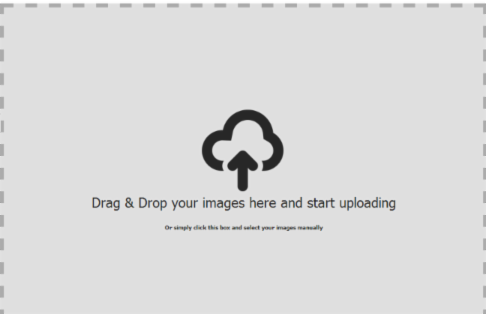 Drag & Drop your images here and start uploading
Or simply click this box and select your images manually